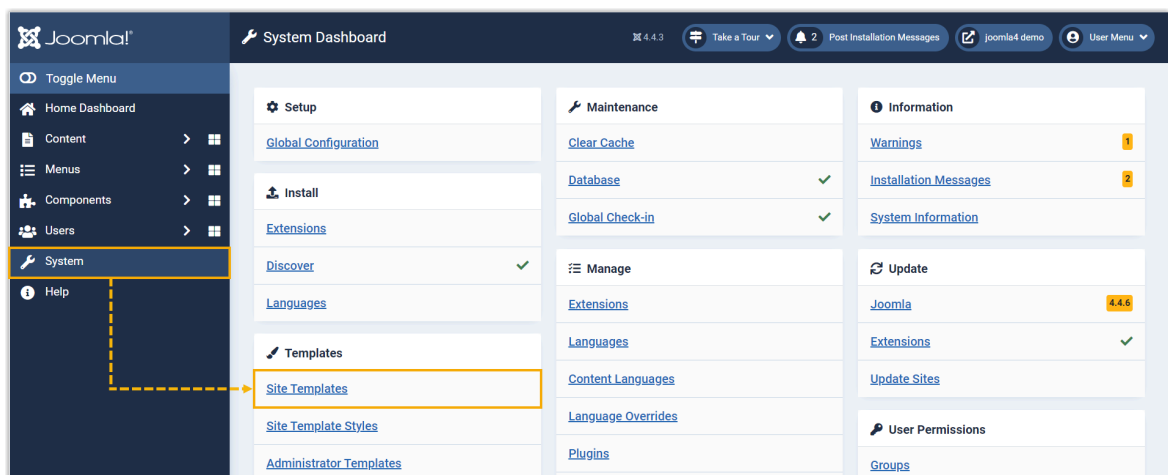 Joomla!®
System Dashboard
4.4.3
Take a Tour
2 Post Installation Messages
joomla4 demo
User Menu
Toggle Menu
Home Dashboard
Content
Menus
Components
Users
System
Help
Setup
Global Configuration
Install
Extensions
Discover
Languages
Templates
Site Templates
Site Template Styles
Administrator Templates
Maintenance
Clear Cache
Database
Global Check-in
Manage
Extensions
Languages
Content Languages
Language Overrides
Plugins
Information
Warnings 1
Installation Messages 2
System Information
Update
Joomla 4.4.6
Extensions
Update Sites
User Permissions
Groups